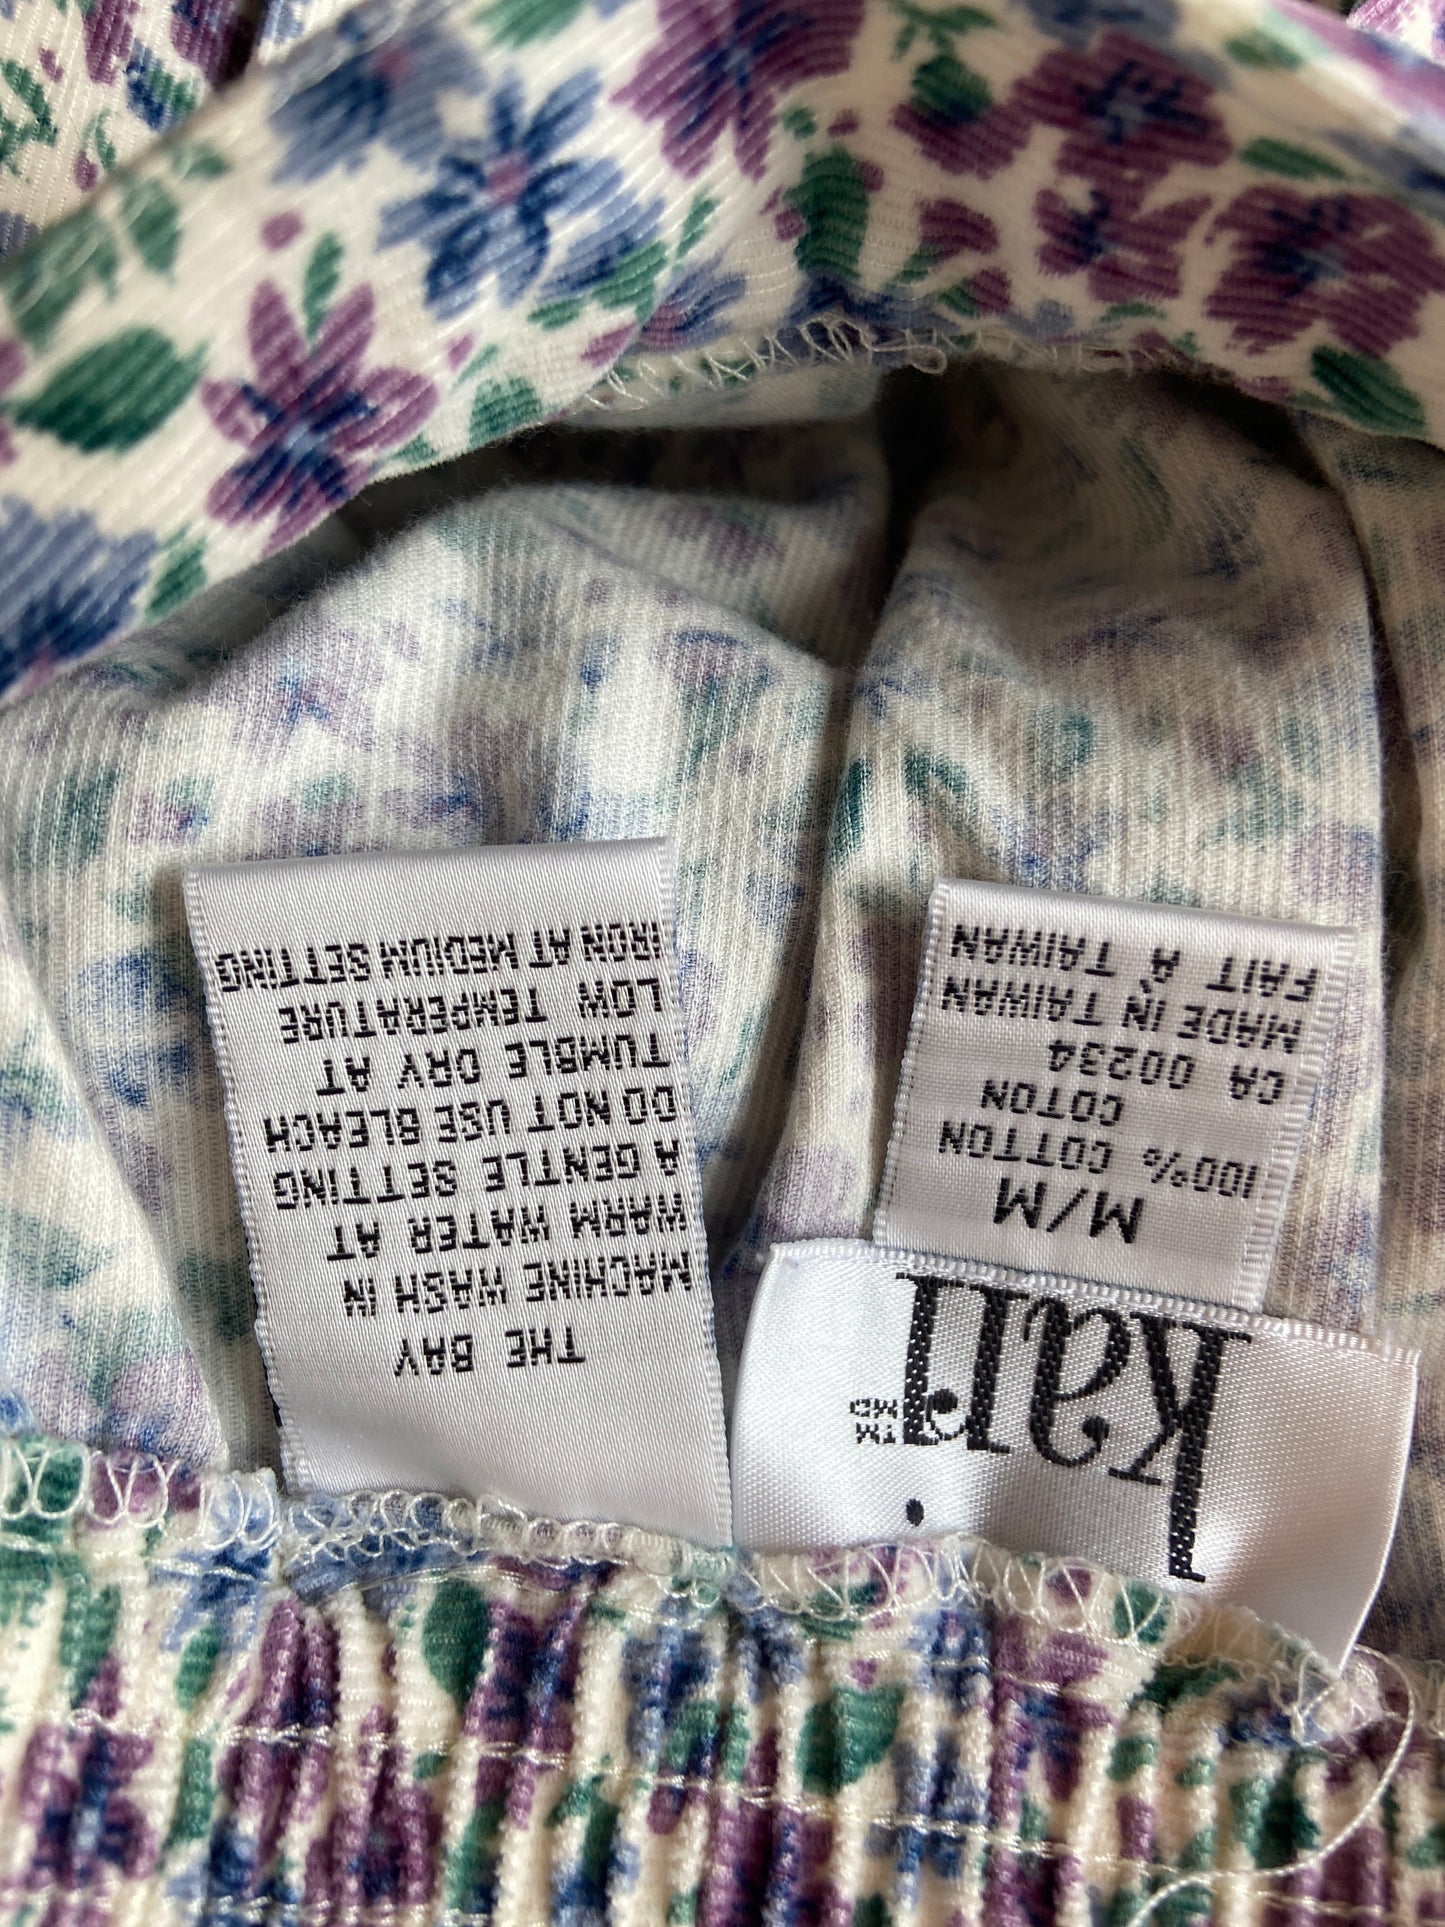 THE BAY
MACHINE WASH IN
WARM WATER AT
A GENTLE SETTING
DO NOT USE BLEACH
TUMBLE DRY AT
LOW TEMPERATURE
IRON AT MEDIUM SETTING
Karı
TM
MD
M/M
100% COTTON
COTON
CA 00234
MADE IN TAIWAN
FAIT À TAIWAN